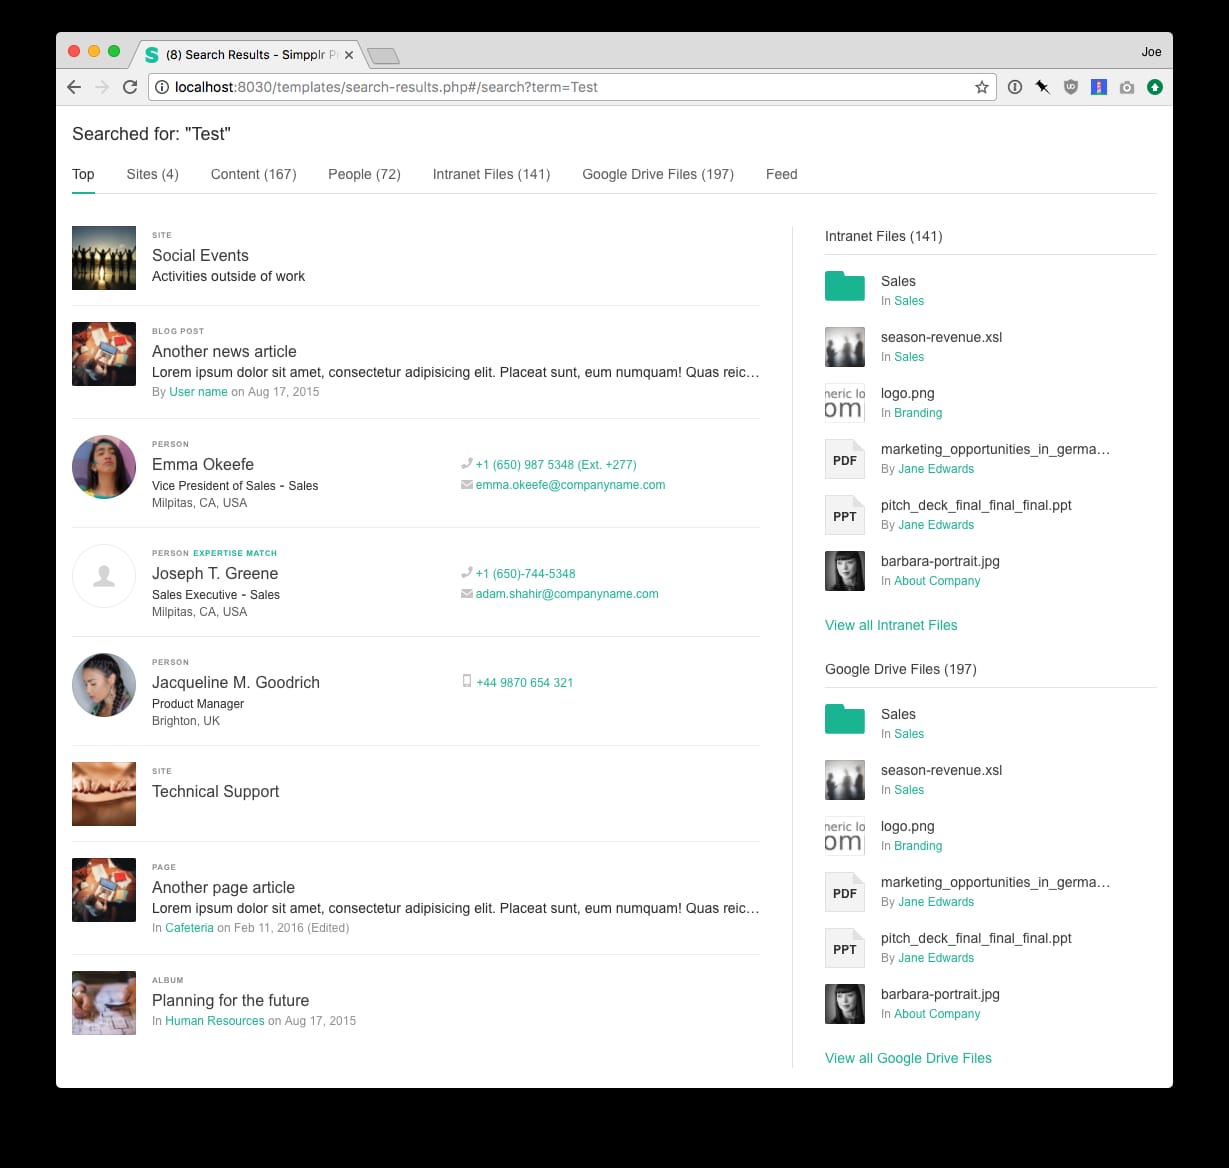 (8) Search Results - Simpplr P
Joe
localhost:8030/templates/search-results.php#/search?term=Test
Searched for: "Test"
Top
Sites (4)
Content (167)
People (72)
Intranet Files (141)
Google Drive Files (197)
Feed
SITE
Social Events
Activities outside of work
BLOG POST
Another news article
Lorem ipsum dolor sit amet, consectetur adipisicing elit. Placeat sunt, eum numquam! Quas reic…
By User name on Aug 17, 2015
PERSON
Emma Okeefe
Vice President of Sales - Sales
Milpitas, CA, USA
+1 (650) 987 5348 (Ext. +277)
emma.okeefe@companyname.com
PERSON EXPERTISE MATCH
Joseph T. Greene
Sales Executive - Sales
Milpitas, CA, USA
+1 (650)-744-5348
adam.shahir@companyname.com
PERSON
Jacqueline M. Goodrich
Product Manager
Brighton, UK
+44 9870 654 321
SITE
Technical Support
PAGE
Another page article
Lorem ipsum dolor sit amet, consectetur adipisicing elit. Placeat sunt, eum numquam! Quas reic…
In Cafeteria on Feb 11, 2016 (Edited)
ALBUM
Planning for the future
In Human Resources on Aug 17, 2015
Intranet Files (141)
Sales
In Sales
season-revenue.xsl
In Sales
neric lo
om
logo.png
In Branding
PDF
marketing_opportunities_in_germa…
By Jane Edwards
PPT
pitch_deck_final_final_final.ppt
By Jane Edwards
barbara-portrait.jpg
In About Company
View all Intranet Files
Google Drive Files (197)
Sales
In Sales
season-revenue.xsl
In Sales
neric lo
om
logo.png
In Branding
PDF
marketing_opportunities_in_germa…
By Jane Edwards
PPT
pitch_deck_final_final_final.ppt
By Jane Edwards
barbara-portrait.jpg
In About Company
View all Google Drive Files